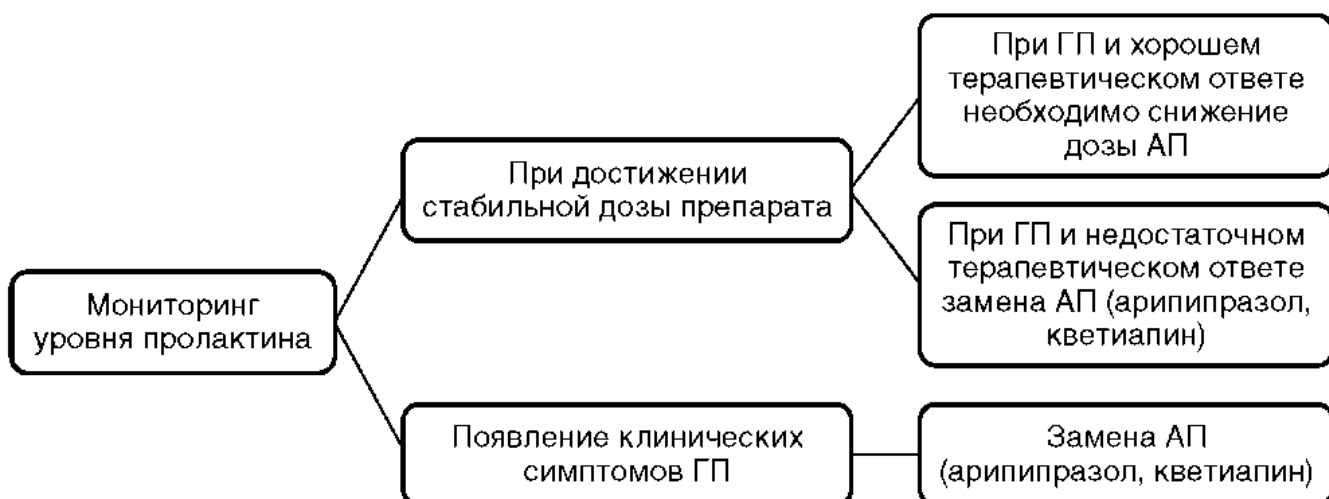 Мониторинг
уровня пролактина
При достижении
стабильной дозы препарата
При ГП и хорошем
терапевтическом ответе
необходимо снижение
дозы АП
При ГП и недостаточном
терапевтическом ответе
замена АП (арипипразол,
кветиапин)
Появление клинических
симптомов ГП
Замена АП
(арипипразол, кветиапин)